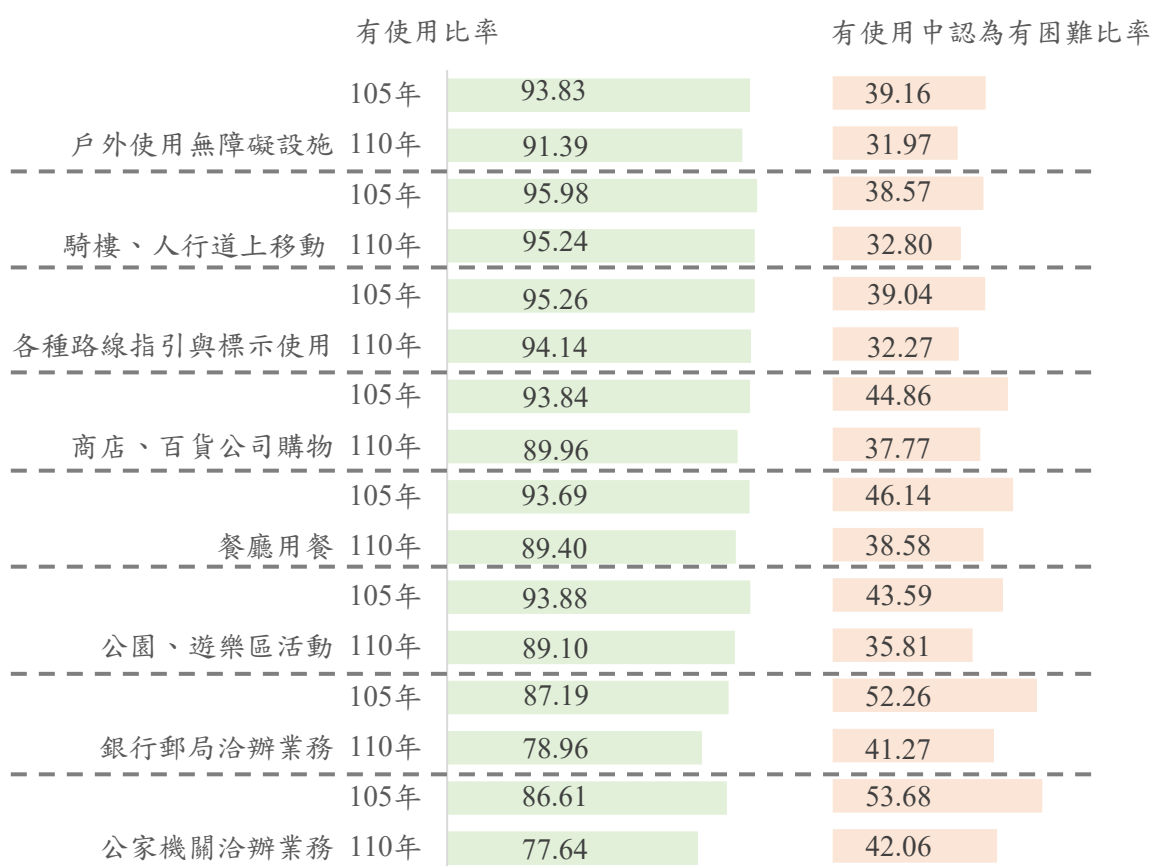 有使用比率 有使用中認為有困難比率
105年 93.83 39.16
戶外使用無障礙設施 110年 91.39 31.97
105年 95.98 38.57
騎樓、人行道上移動 110年 95.24 32.80
105年 95.26 39.04
各種路線指引與標示使用 110年 94.14 32.27
105年 93.84 44.86
商店、百貨公司購物 110年 89.96 37.77
105年 93.69 46.14
餐廳用餐 110年 89.40 38.58
105年 93.88 43.59
公園、遊樂區活動 110年 89.10 35.81
105年 87.19 52.26
銀行郵局洽辦業務 110年 78.96 41.27
105年 86.61 53.68
公家機關洽辦業務 110年 77.64 42.06